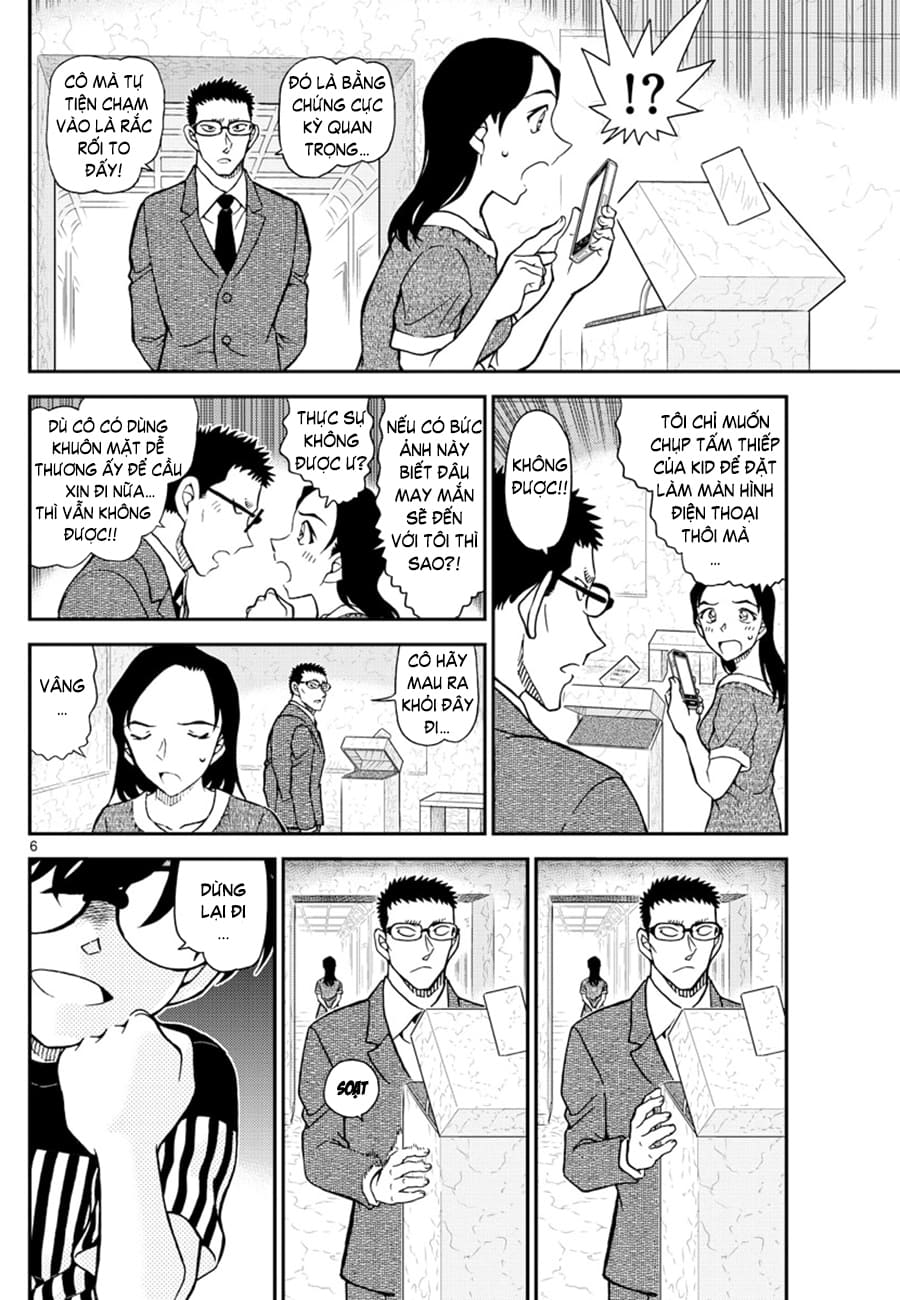 !?
ĐÓ LÀ BẰNG
CHỨNG CỰC
KỲ QUAN
TRỌNG...
CÔ MÀ TỰ
TIỆN CHẠM
VÀO LÀ RẮC
RỐI TO
ĐẤY!
TÔI CHỈ MUỐN
CHỤP TẤM THIẾP
CỦA KID ĐỂ ĐẶT
LÀM MÀN HÌNH
ĐIỆN THOẠI
THÔI MÀ
...
KHÔNG
ĐƯỢC!!
NẾU CÓ BỨC
ẢNH NÀY
BIẾT ĐÂU
MAY MẮN
SẼ ĐẾN
VỚI TÔI THÌ
SAO?!
THỰC SỰ
KHÔNG
ĐƯỢC Ư?
DÙ CÔ CÓ DÙNG
KHUÔN MẶT DỄ
THƯƠNG ẤY ĐỂ CẦU
XIN ĐI NỮA...
THÌ VẪN KHÔNG
ĐƯỢC!!
CÔ HÃY
MAU RA
KHỎI ĐÂY
ĐI...
VÂNG
...
6
SOẠT
DỪNG
LẠI ĐI
...